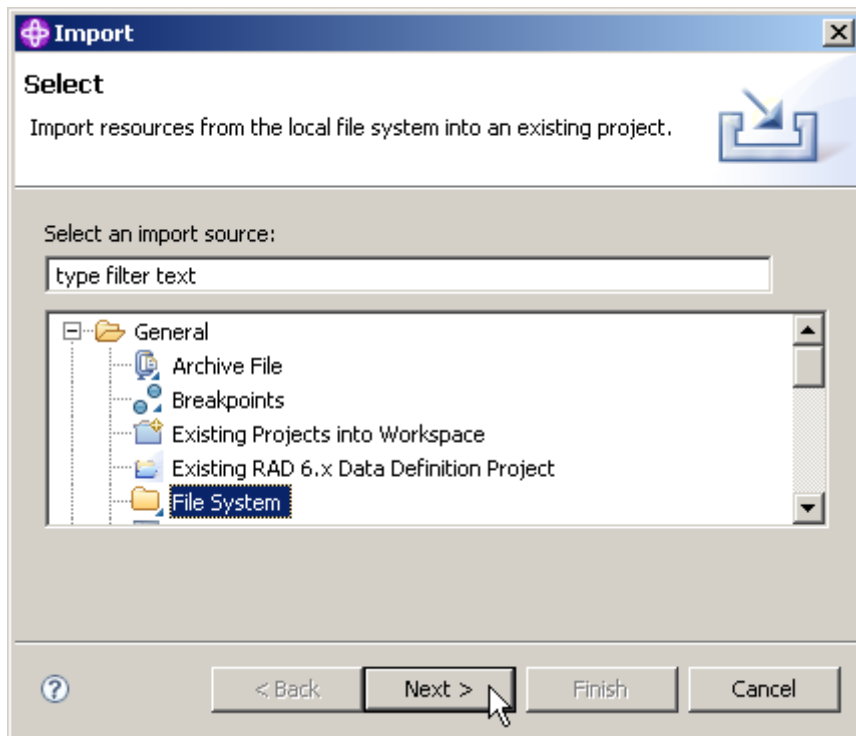 Import
Select
Import resources from the local file system into an existing project.
Select an import source:
type filter text
General
Archive File
Breakpoints
Existing Projects into Workspace
Existing RAD 6.x Data Definition Project
File System
?
< Back
Next >
Finish
Cancel